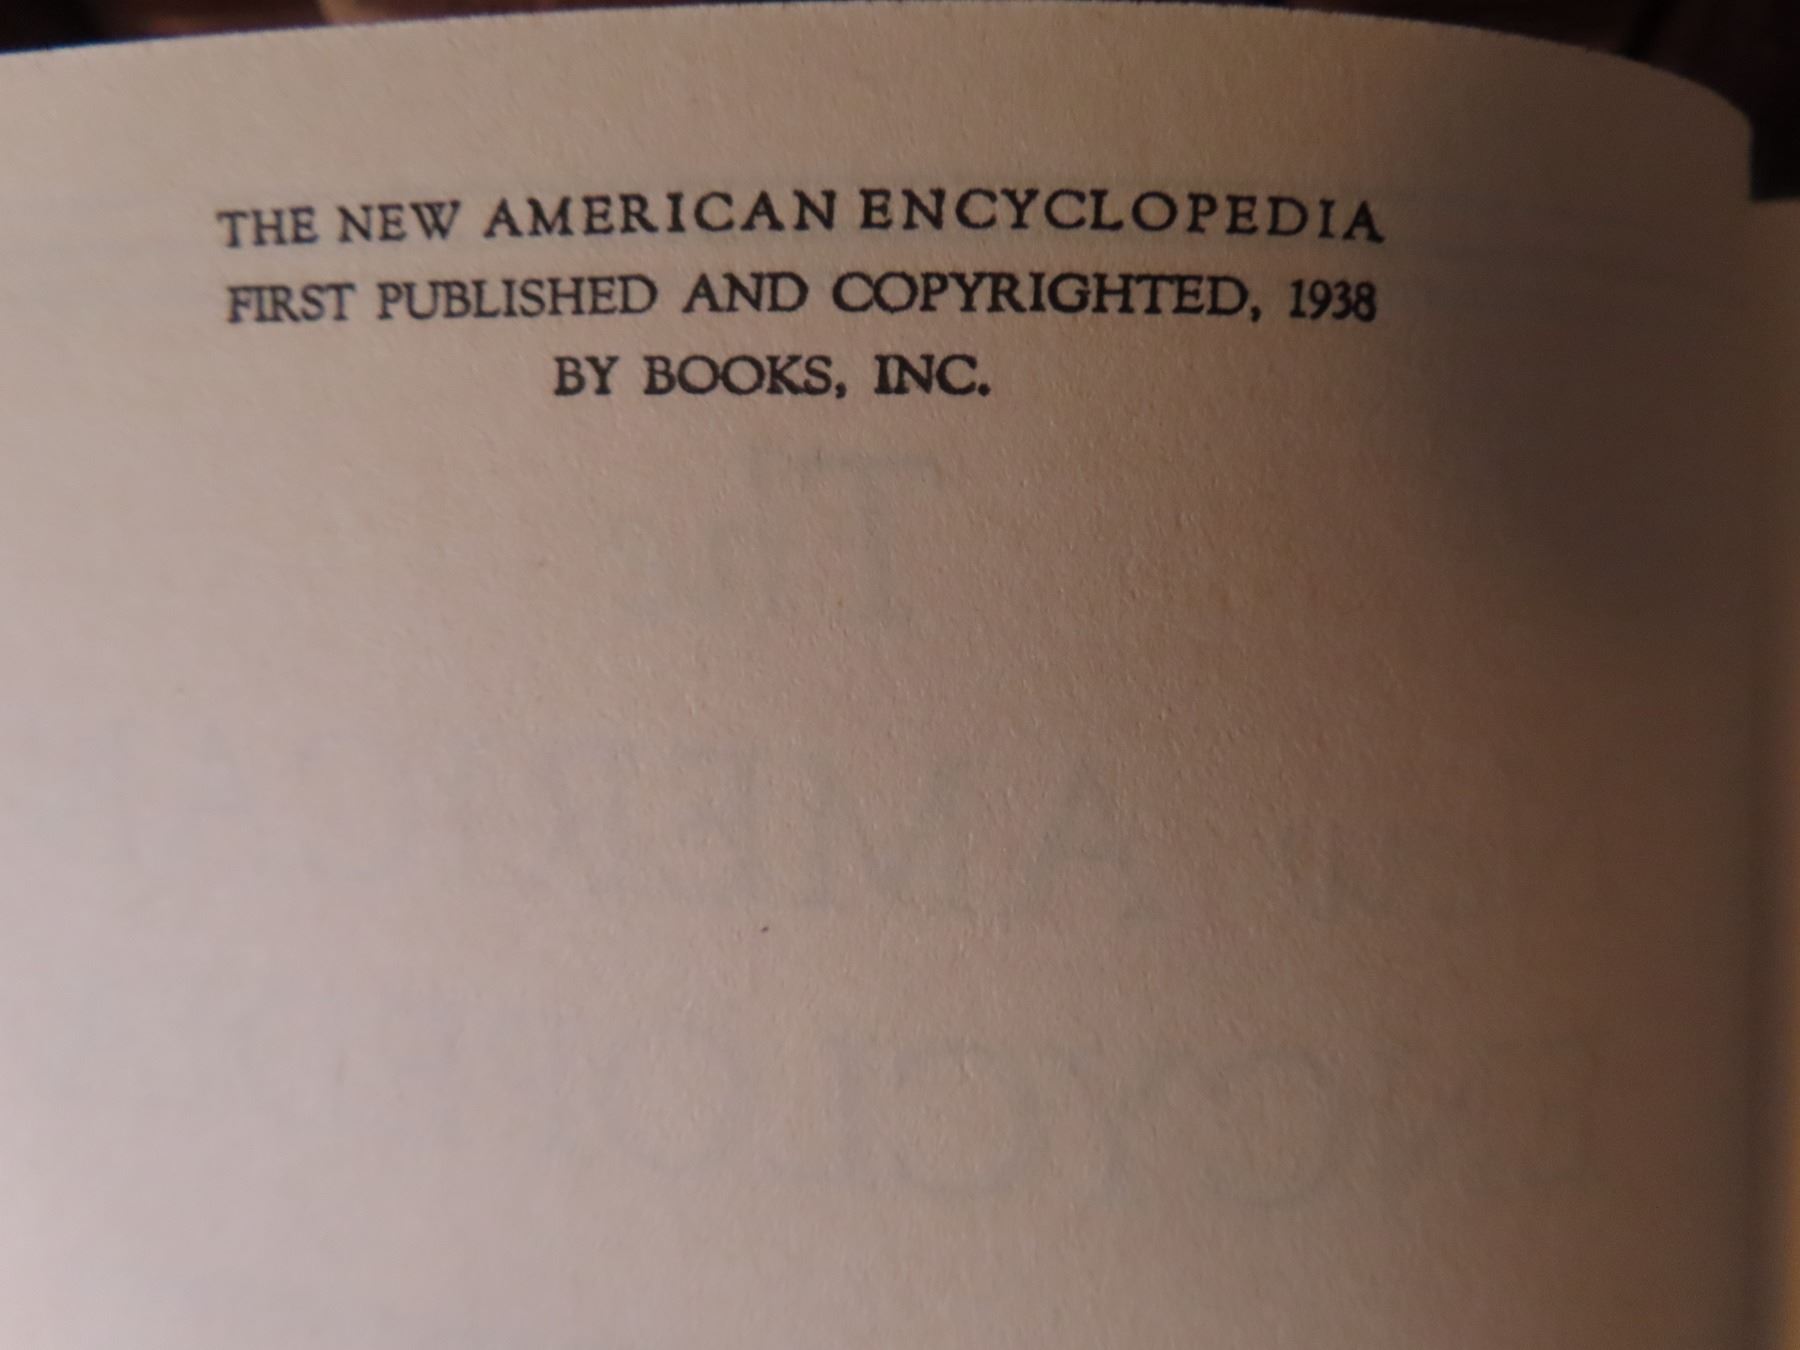 THE NEW AMERICAN ENCYCLOPEDIA
FIRST PUBLISHED AND COPYRIGHTED, 1938
BY BOOKS, INC.